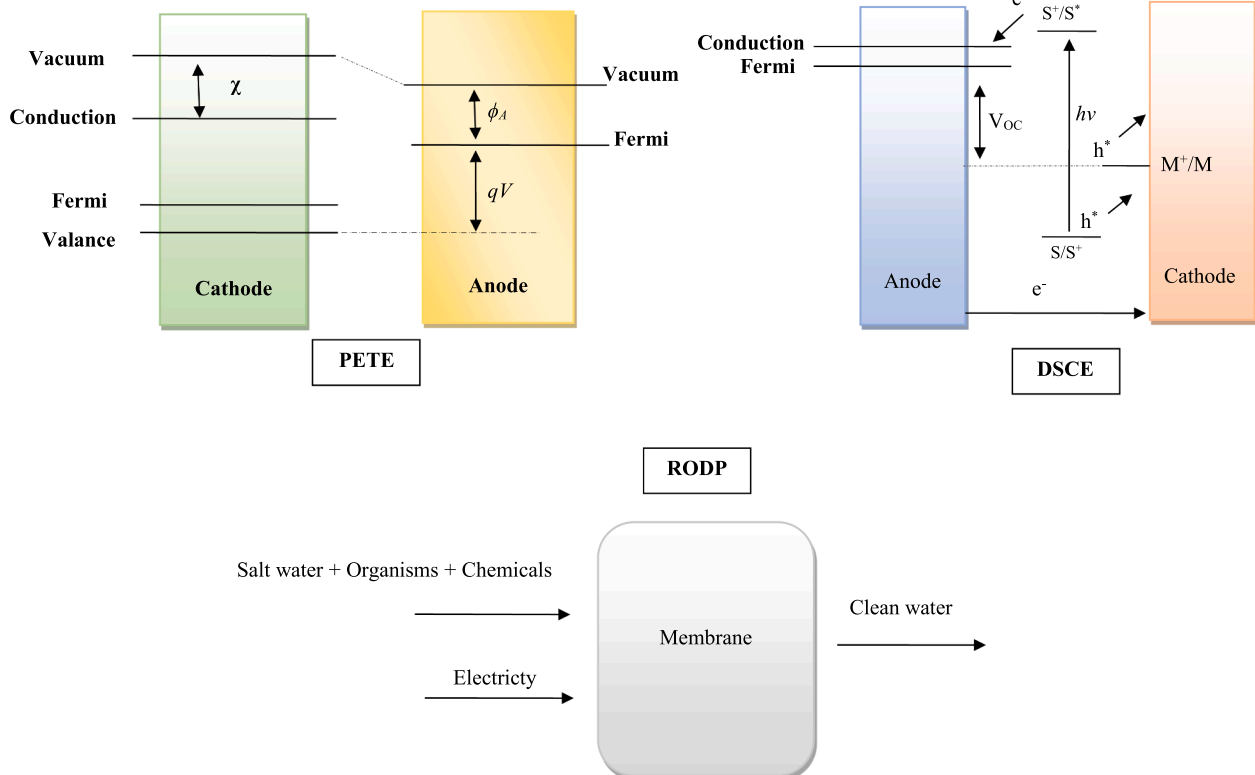 Vacuum
χ
Conduction
Fermi
Valance
Cathode
Vacuum
ϕA
Fermi
qV
Anode
PETE
e
S⁺/S*
Conduction
Fermi
VOC
hν
h*
M⁺/M
h*
S/S⁺
Anode
e⁻
Cathode
DSCE
RODP
Salt water + Organisms + Chemicals
Membrane
Clean water
Electricty